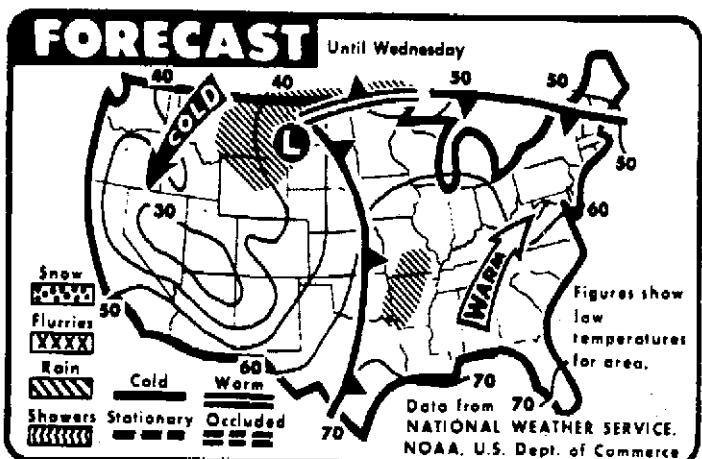 FORECAST
Until Wednesday
40
40
50
50
COLD
L
50
30
60
WARM
Snow
Flurries
Rain
Showers
50
60
Cold
Warm
Stationary
Occluded
70
70
70
Figures show
low
temperatures
for area.
Data from
NATIONAL WEATHER SERVICE,
NOAA, U.S. Dept. of Commerce